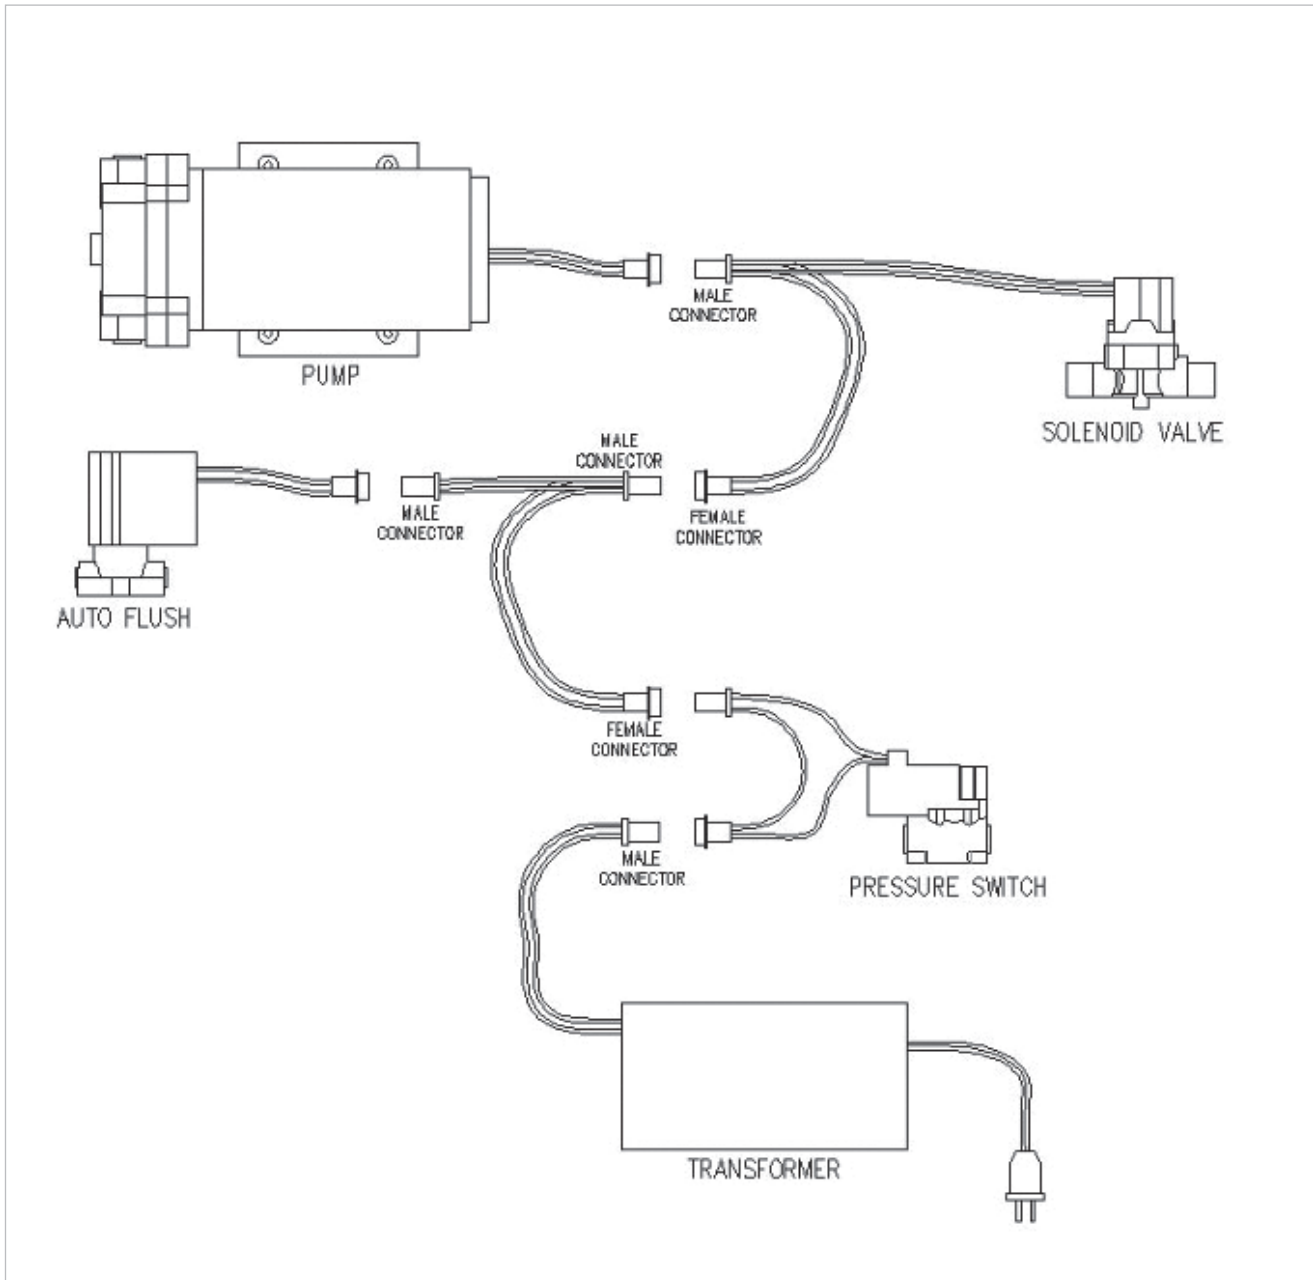 MALE
CONNECTOR
PUMP
SOLENOID VALVE
MALE
CONNECTOR
MALE
CONNECTOR
FEMALE
CONNECTOR
AUTO FLUSH
FEMALE
CONNECTOR
MALE
CONNECTOR
PRESSURE SWITCH
TRANSFORMER